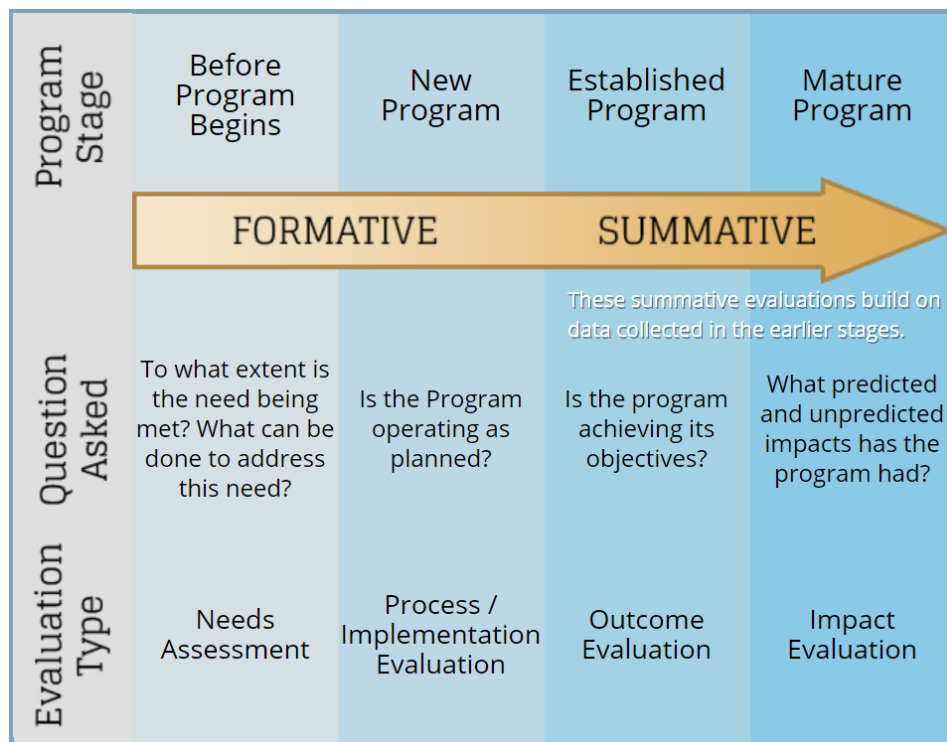 Program
Stage
Before
Program
Begins
New
Program
Established
Program
Mature
Program
FORMATIVE
SUMMATIVE
These summative evaluations build on
data collected in the earlier stages.
Question
Asked
To what extent is
the need being
met? What can be
done to address
this need?
Is the Program
operating as
planned?
Is the program
achieving its
objectives?
What predicted
and unpredicted
impacts has the
program had?
Evaluation
Type
Needs
Assessment
Process /
Implementation
Evaluation
Outcome
Evaluation
Impact
Evaluation